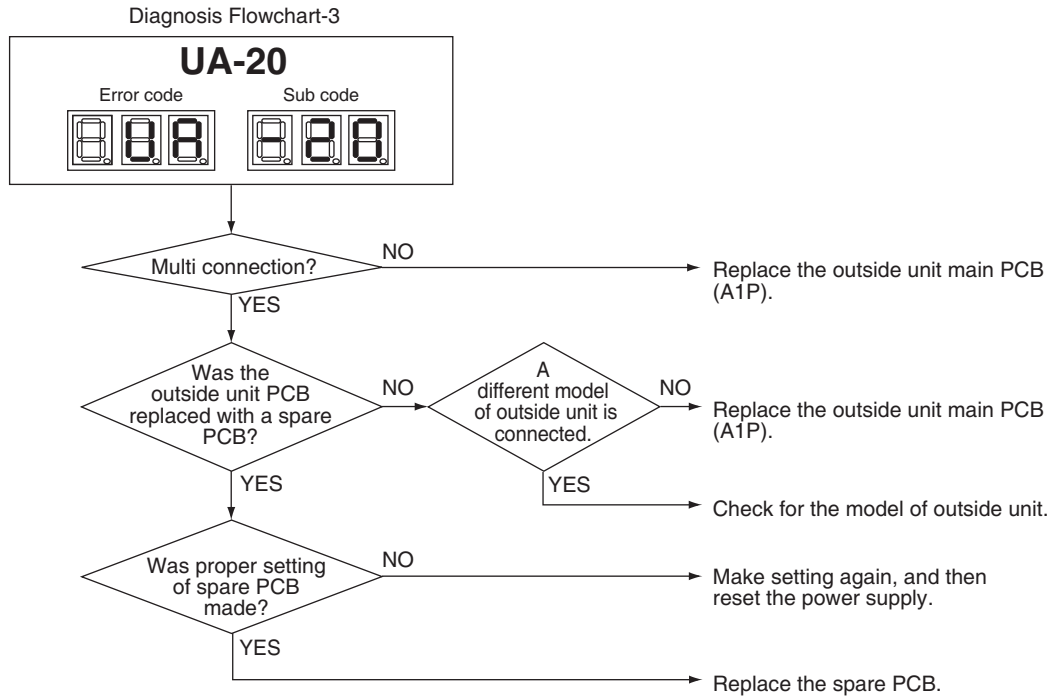 Diagnosis Flowchart-3
UA-20
Error code
Sub code
UA
-20
Multi connection?
NO
Replace the outside unit main PCB
(A1P).
YES
Was the
outside unit PCB
replaced with a spare
PCB?
NO
A
different model
of outside unit is
connected.
NO
Replace the outside unit main PCB
(A1P).
YES
YES
Check for the model of outside unit.
Was proper setting
of spare PCB
made?
NO
Make setting again, and then
reset the power supply.
YES
Replace the spare PCB.